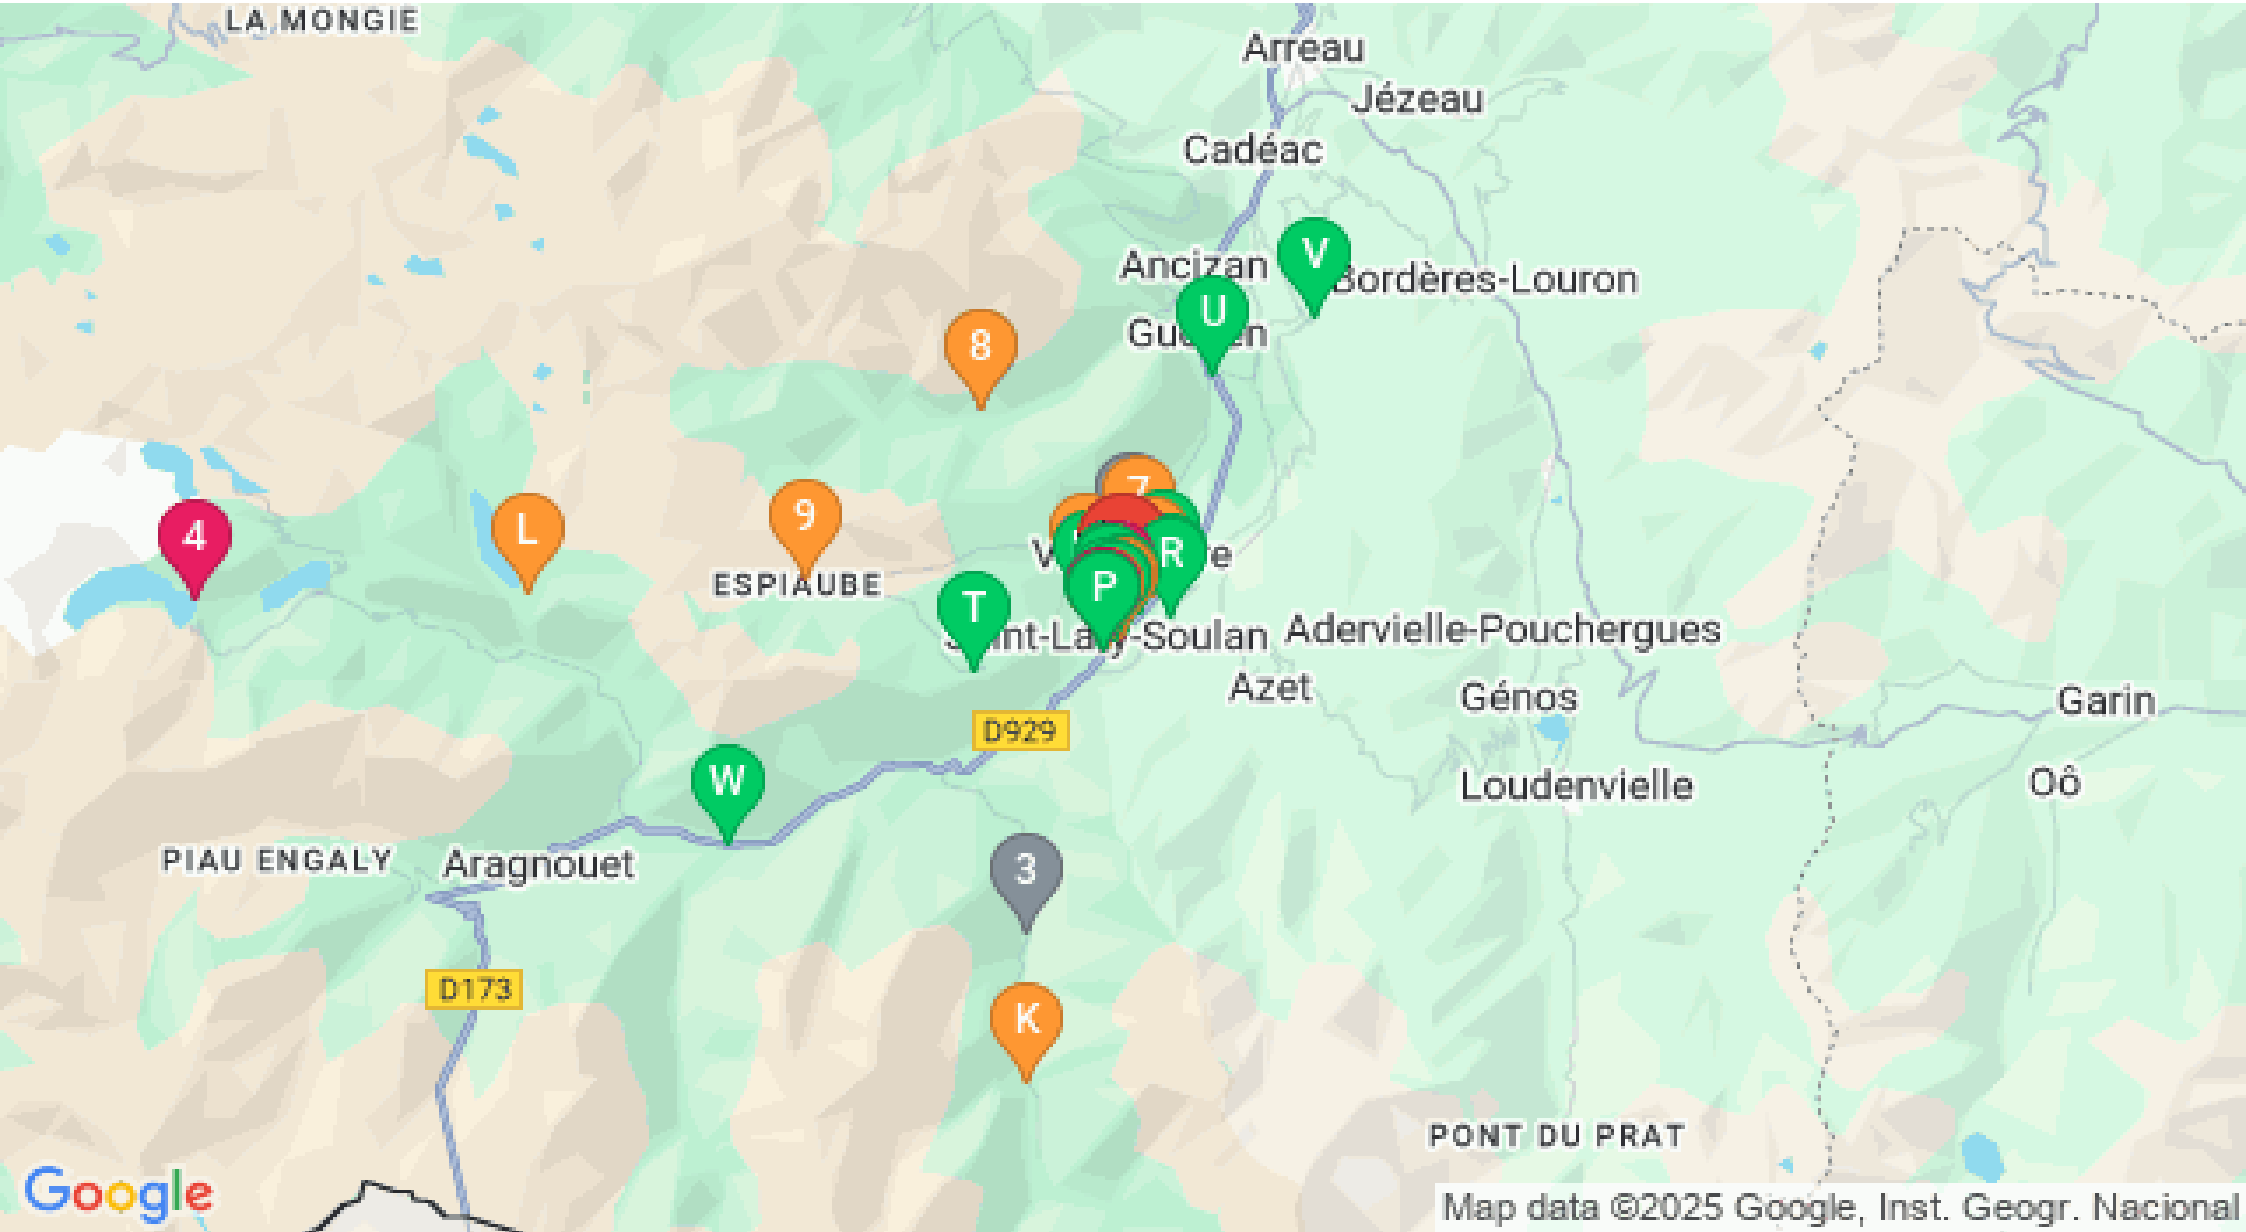 LA MONGIE
Arreau
Jézeau
Cadéac
Ancizan
V
Bordères-Louron
U
8
7
4
L
9
R
ESPIAUBE
P
T
Adervielle-Pouchergues
Azet
Génos
Garin
D929
W
Loudenvielle
Oô
PIAU ENGALY
Aragnouet
3
D173
K
PONT DU PRAT
Google
Map data ©2025 Google, Inst. Geogr. Nacional